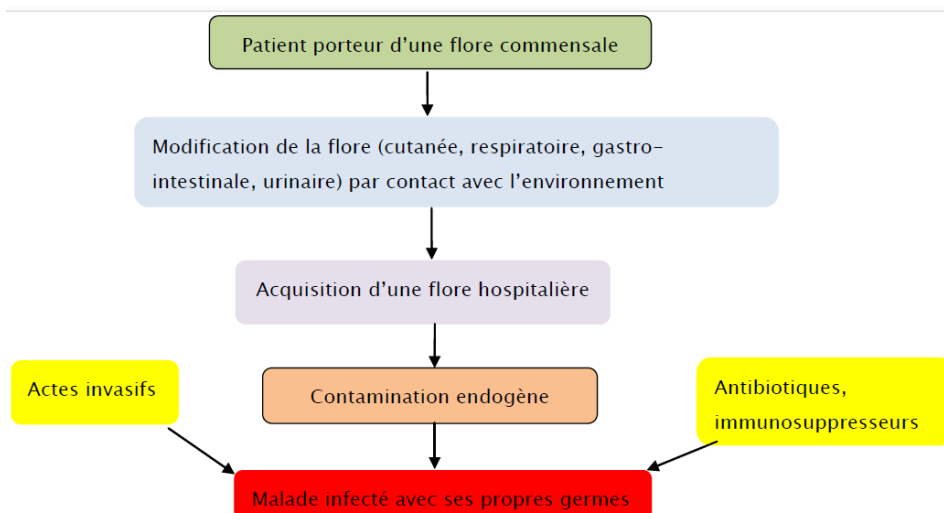 Patient porteur d'une flore commensale
Modification de la flore (cutanée, respiratoire, gastro-
intestinale, urinaire) par contact avec l'environnement
Acquisition d'une flore hospitalière
Actes invasifs
Contamination endogène
Antibiotiques,
immunosuppresseurs
Malade infecté avec ses propres germes